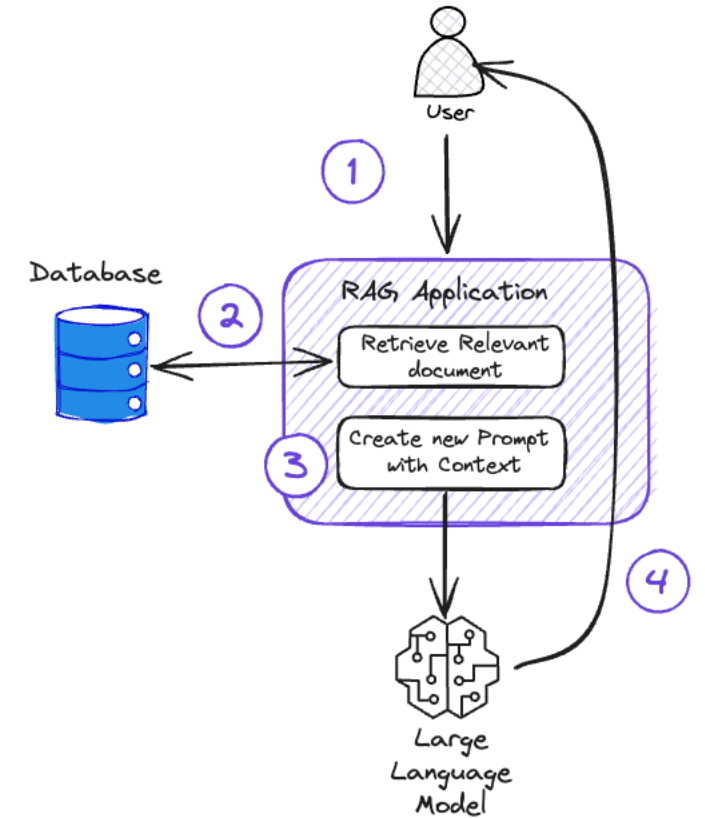 User
1
Database
2
RAG Application
Retrieve Relevant
document
3
Create new Prompt
with Context
4
Large
Language
Model